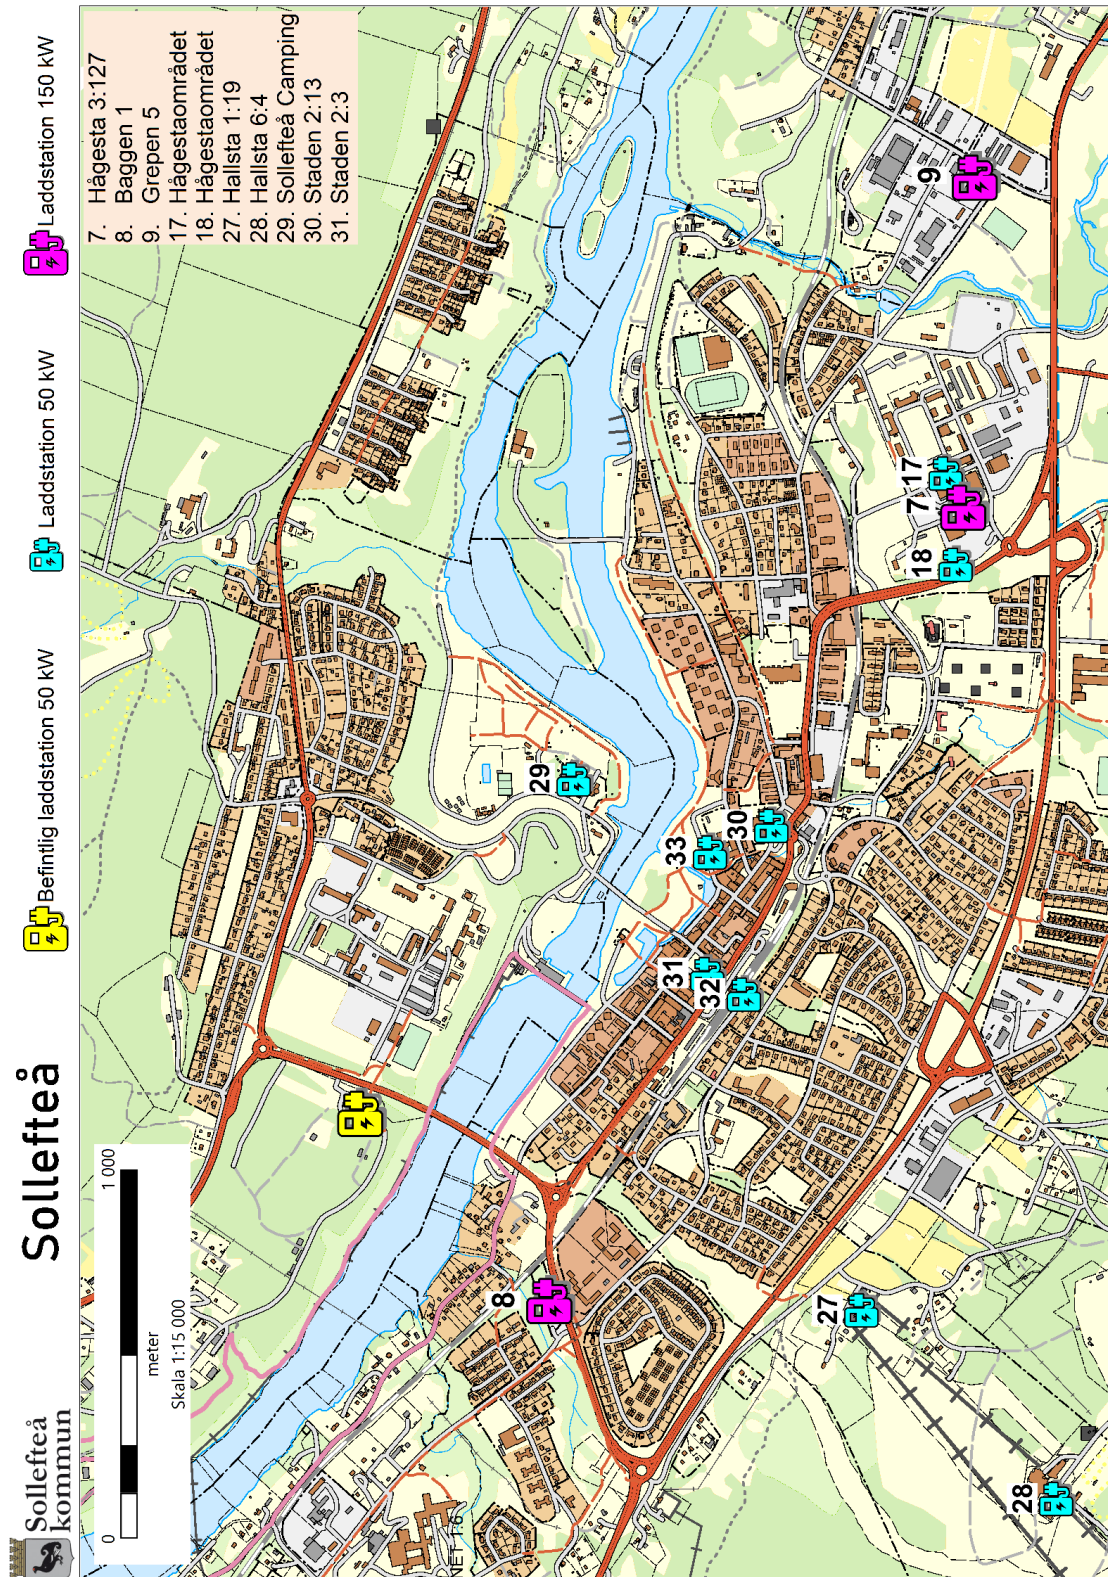 Sollefteå
kommun
Sollefteå
Befintlig laddstation 50 kW
Laddstation 50 kW
Laddstation 150 kW
0
1 000
meter
Skala 1:15 000
7. Hågesta 3:127
8. Baggen 1
9. Grepen 5
17. Hågestaområdet
18. Hågestaområdet
27. Hallsta 1:19
28. Hallsta 6:4
29. Sollefteå Camping
30. Staden 2:13
31. Staden 2:3
29
33
30
31
32
8
27
28
18
7
17
9
NET 1:6